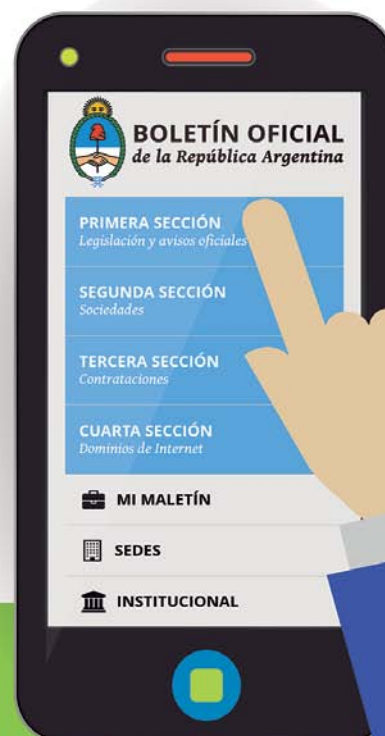 BOLETÍN OFICIAL
de la República Argentina
PRIMERA SECCIÓN
Legislación y avisos oficiales
SEGUNDA SECCIÓN
Sociedades
TERCERA SECCIÓN
Contrataciones
CUARTA SECCIÓN
Dominios de Internet
MI MALETÍN
SEDES
INSTITUCIONAL